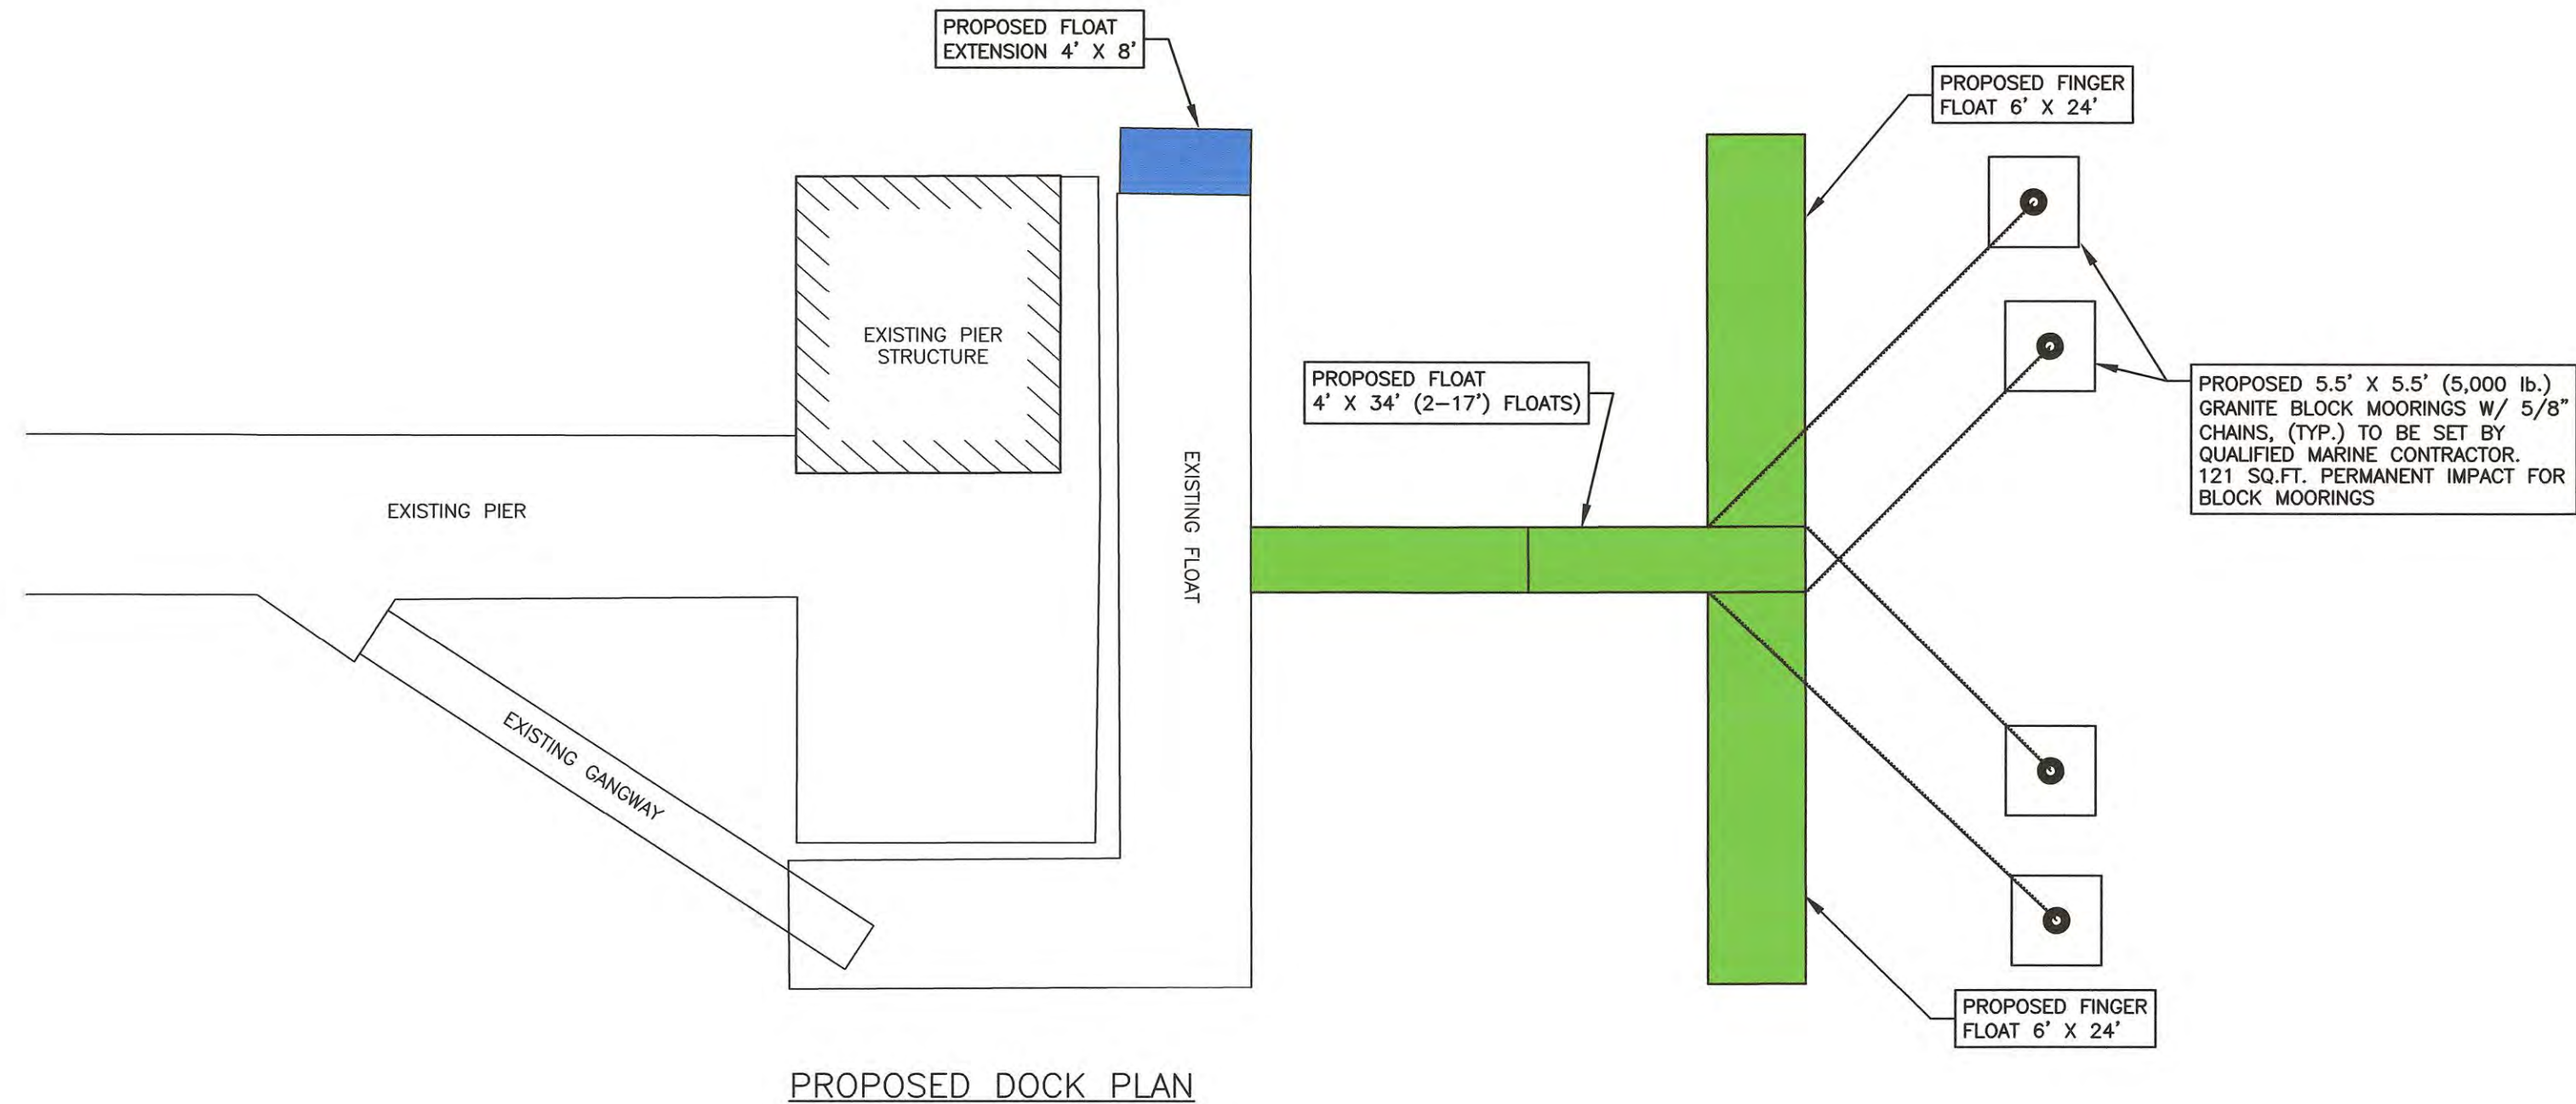 PROPOSED FLOAT
EXTENSION 4' X 8'
PROPOSED FINGER
FLOAT 6' X 24'
EXISTING PIER
STRUCTURE
PROPOSED FLOAT
4' X 34' (2-17') FLOATS)
PROPOSED 5.5' X 5.5' (5,000 lb.)
GRANITE BLOCK MOORINGS W/ 5/8"
CHAINS, (TYP.) TO BE SET BY
QUALIFIED MARINE CONTRACTOR.
121 SQ.FT. PERMANENT IMPACT FOR
BLOCK MOORINGS
EXISTING PIER
EXISTING FLOAT
EXISTING GANGWAY
PROPOSED FINGER
FLOAT 6' X 24'
PROPOSED DOCK PLAN